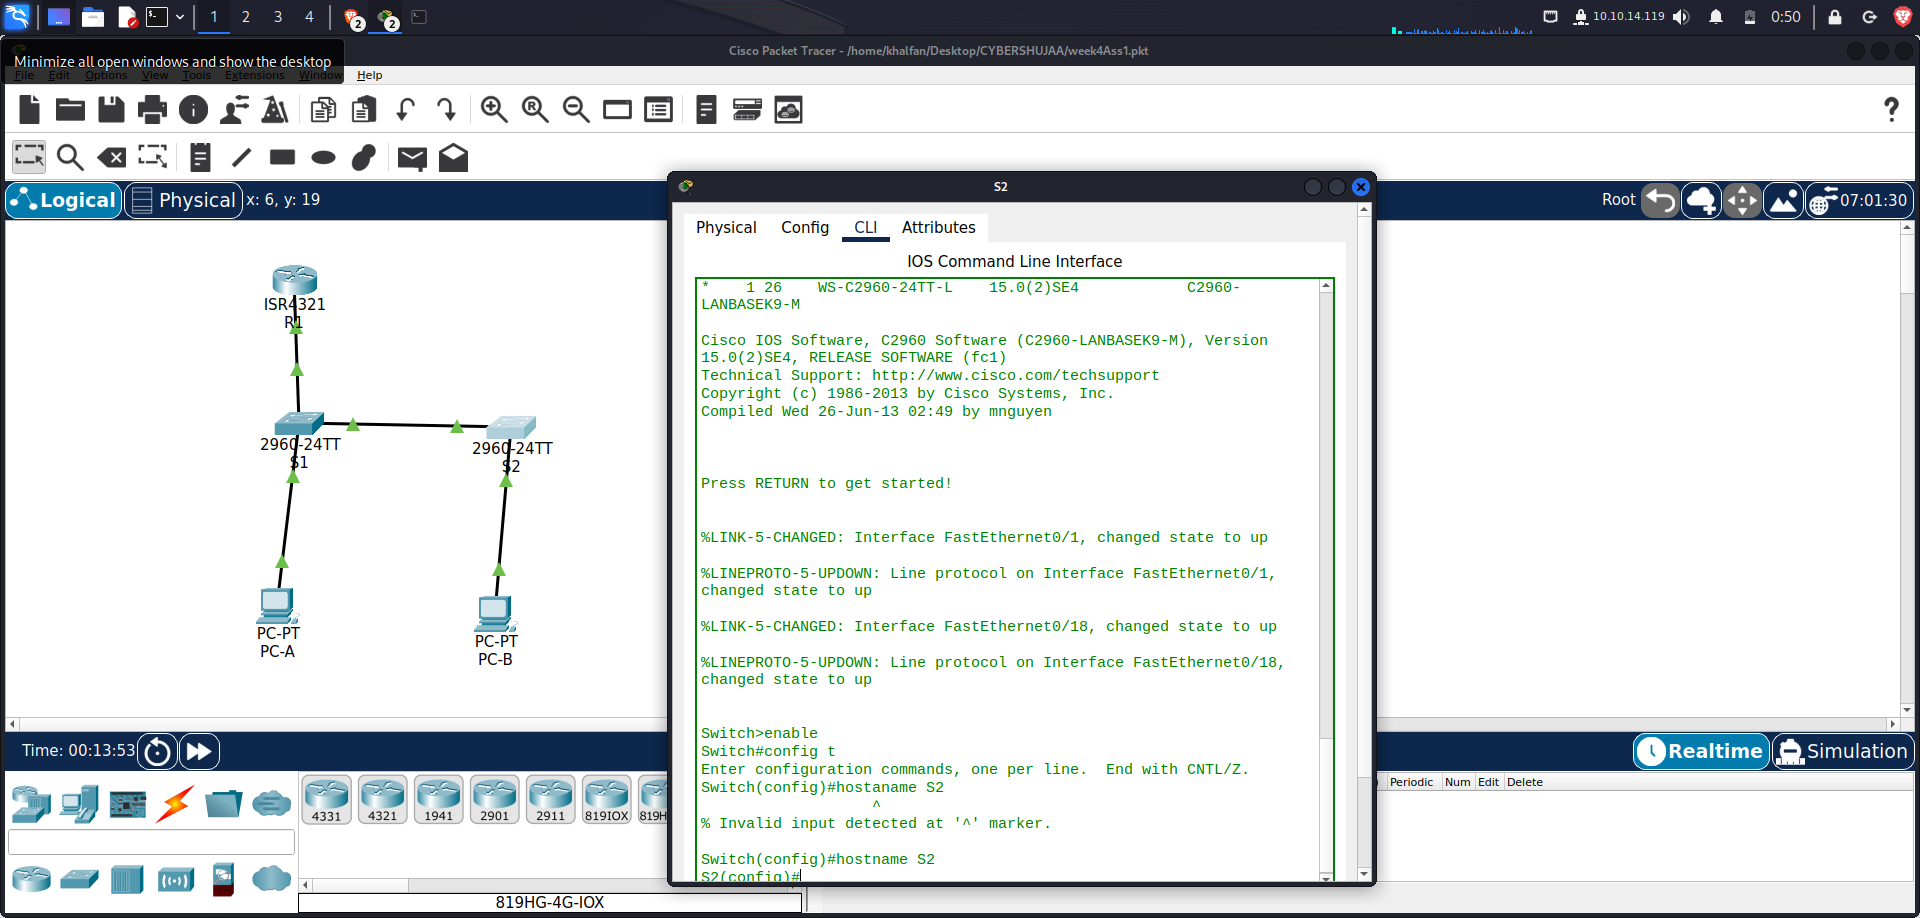 1
2
3
4
2
2
10.10.14.119
0:50
Cisco Packet Tracer - /home/khalfan/Desktop/CYBERSHUJAA/week4Ass1.pkt
Minimize all open windows and show the desktop
File Edit Options View Tools Extensions Window Help
Logical
Physical
x: 6, y: 19
Root
07:01:30
ISR4321
R1
2960-24TT
S1
2960-24TT
S2
PC-PT
PC-A
PC-PT
PC-B
S2
Physical
Config
CLI
Attributes
IOS Command Line Interface
* 1 26 WS-C2960-24TT-L 15.0(2)SE4 C2960-
LANBASEK9-M
Cisco IOS Software, C2960 Software (C2960-LANBASEK9-M), Version
15.0(2)SE4, RELEASE SOFTWARE (fc1)
Technical Support: http://www.cisco.com/techsupport
Copyright (c) 1986-2013 by Cisco Systems, Inc.
Compiled Wed 26-Jun-13 02:49 by mnguyen
Press RETURN to get started!
%LINK-5-CHANGED: Interface FastEthernet0/1, changed state to up
%LINEPROTO-5-UPDOWN: Line protocol on Interface FastEthernet0/1,
changed state to up
%LINK-5-CHANGED: Interface FastEthernet0/18, changed state to up
%LINEPROTO-5-UPDOWN: Line protocol on Interface FastEthernet0/18,
changed state to up
Switch>enable
Switch#config t
Enter configuration commands, one per line. End with CNTL/Z.
Switch(config)#hostaname S2
^
% Invalid input detected at '^' marker.
Switch(config)#hostname S2
S2(config)#
Time: 00:13:53
Realtime
Simulation
Periodic Num Edit Delete
4331
4321
1941
2901
2911
819IOX
819H
819HG-4G-IOX